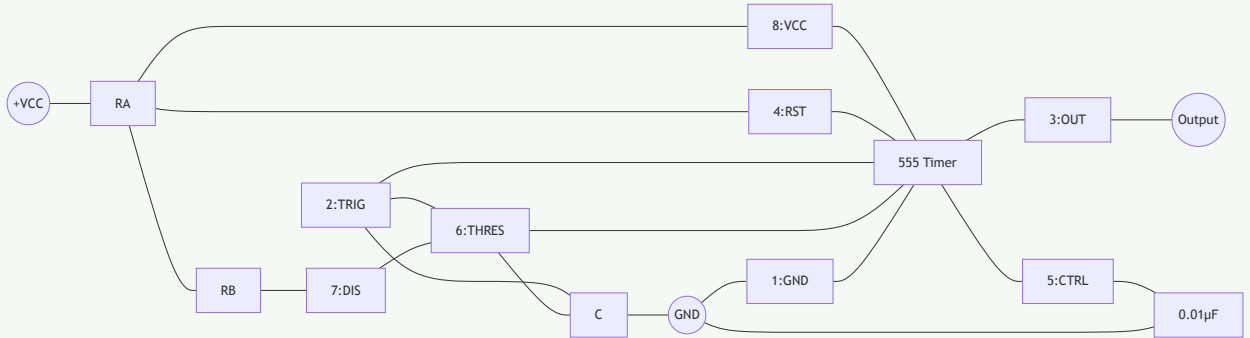 8:VCC
+VCC
RA
4:RST
3:OUT
Output
555 Timer
2:TRIG
6:THRES
RB
7:DIS
1:GND
5:CTRL
C
GND
0.01µF